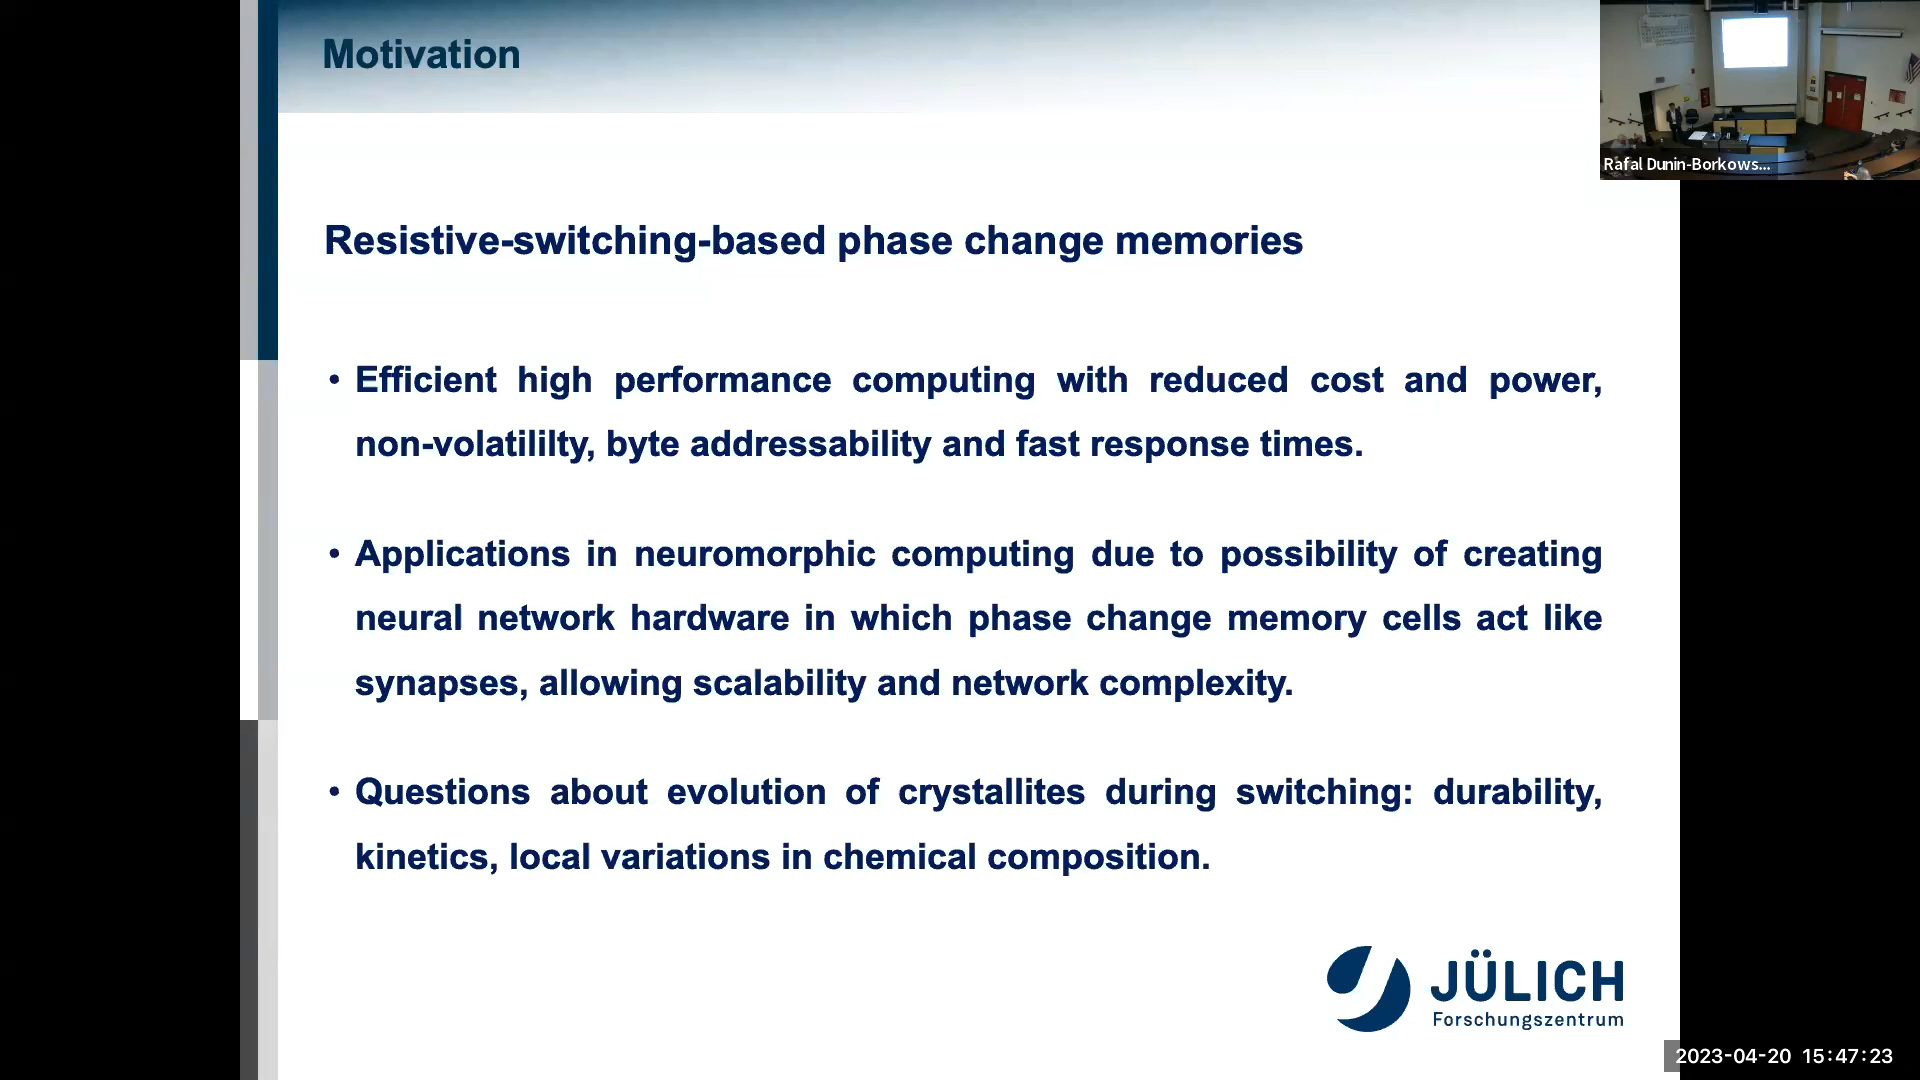 Motivation
Rafal Dunin-Borkows...
Resistive-switching-based phase change memories
• Efficient high performance computing with reduced cost and power,
non-volatililty, byte addressability and fast response times.
• Applications in neuromorphic computing due to possibility of creating
neural network hardware in which phase change memory cells act like
synapses, allowing scalability and network complexity.
• Questions about evolution of crystallites during switching: durability,
kinetics, local variations in chemical composition.
JÜLICH
Forschungszentrum
2023-04-20 15:47:23